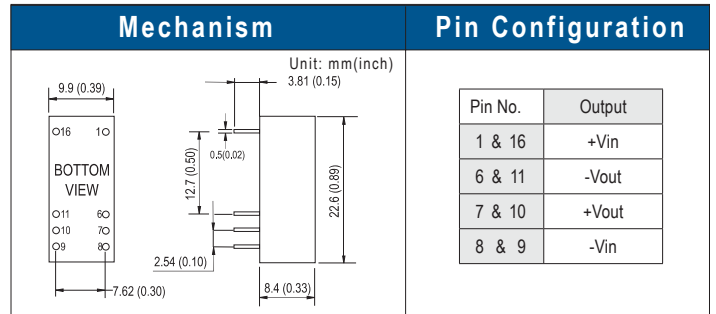 Mechanism
Pin Configuration
Unit: mm(inch)
3.81 (0.15)
9.9 (0.39)
16 1
BOTTOM
VIEW
11 6
10 7
9 8
7.62 (0.30)
0.5(0.02)
12.7 (0.50)
2.54 (0.10)
22.6 (0.89)
8.4 (0.33)
Pin No. Output
1 & 16 +Vin
6 & 11 -Vout
7 & 10 +Vout
8 & 9 -Vin